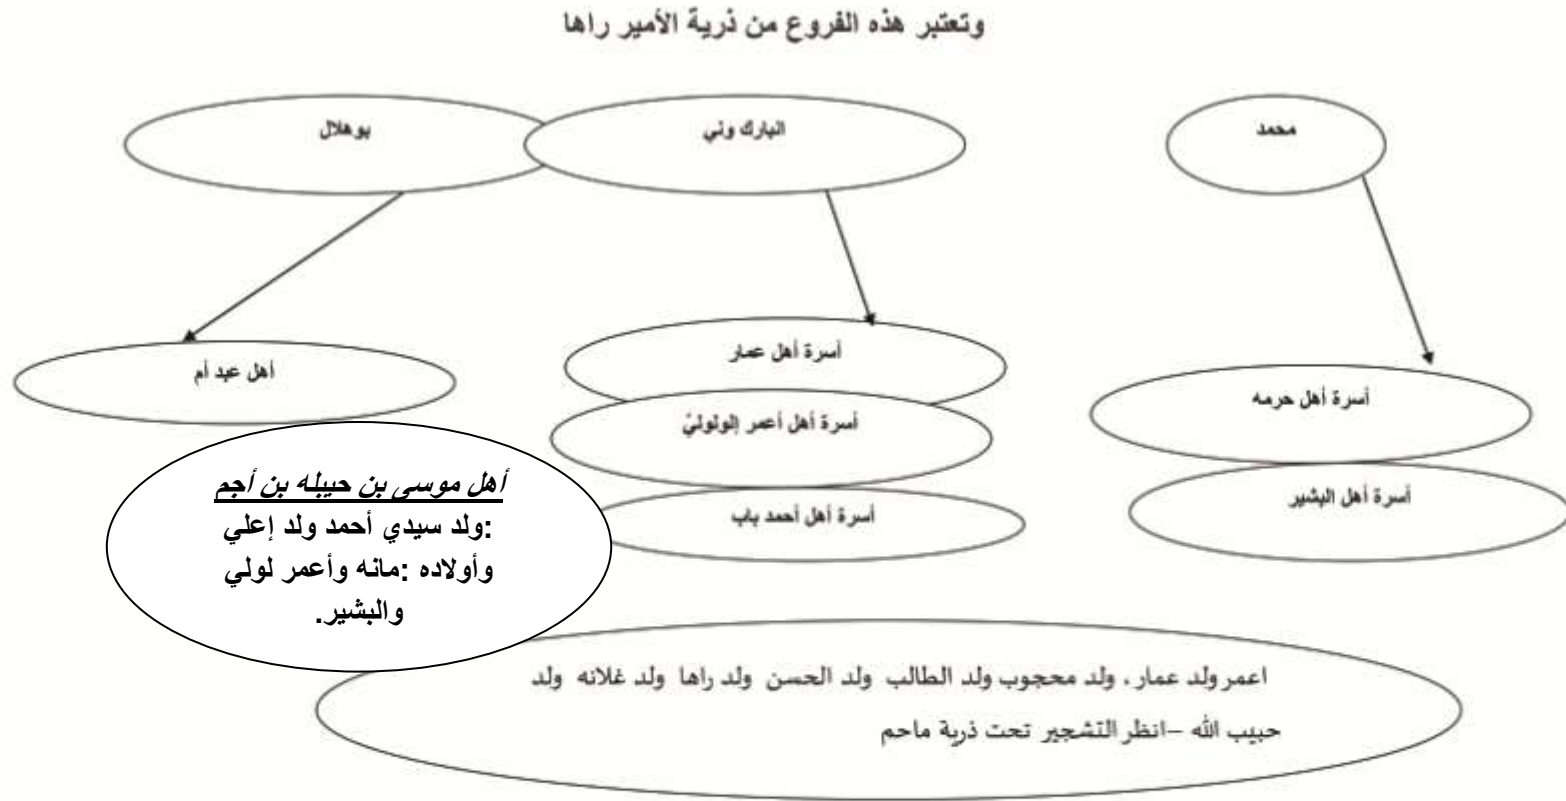 وتعتبر هذه الفروع من ذرية الأمير راها
محمد
البارك وني
بوهلال
أسرة أهل حرمه
أسرة أهل البشير
أسرة أهل عمار
أسرة أهل أعمر إلولوليْ
أسرة أهل أحمد باب
أهل عبد أم
أهل موسى بن حيبله بن أجم
:ولد سيدي أحمد ولد إعلي
وأولاده :مانه وأعمر لولي
والبشير.
اعمر ولد عمار . ولد محجوب ولد الطالب ولد الحسن ولد راها ولد غلانه ولد
حبيب الله –انظر التشجير تحت ذرية ماحم